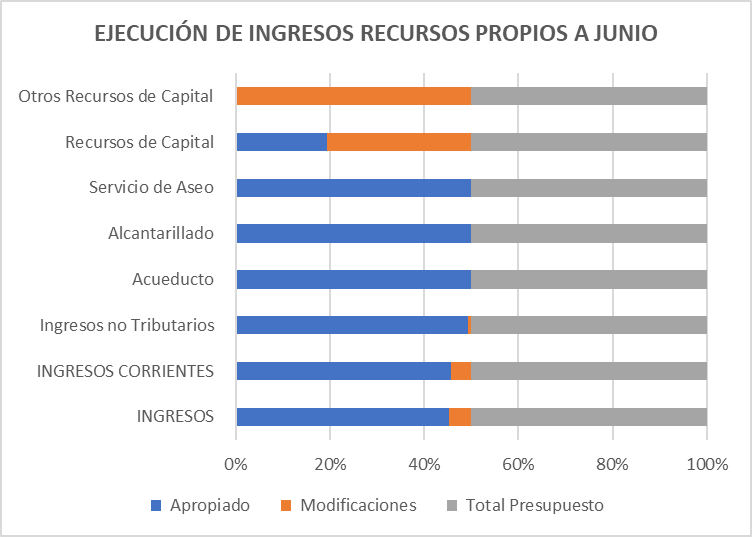 EJECUCIÓN DE INGRESOS RECURSOS PROPIOS A JUNIO
Otros Recursos de Capital
Recursos de Capital
Servicio de Aseo
Alcantarillado
Acueducto
Ingresos no Tributarios
INGRESOS CORRIENTES
INGRESOS
0% 20% 40% 60% 80% 100%
Apropiado Modificaciones Total Presupuesto